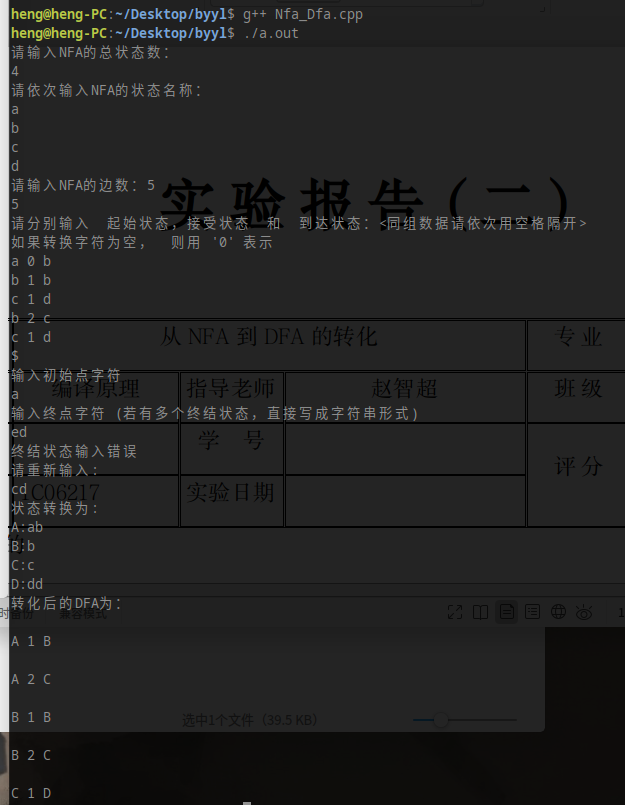 heng@heng-PC:~/Desktop/byyl$ g++ Nfa_Dfa.cpp
heng@heng-PC:~/Desktop/byyl$ ./a.out
请输入NFA的总状态数：
4
请依次输入NFA的状态名称：
a
b
c
d
请输入NFA的边数：5
5
实验报告（二）
请分别输入 起始状态，接受状态 和 到达状态：<同组数据请依次用空格隔开>
如果转换字符为空， 则用 '0' 表示
a 0 b
b 1 b
c 1 d
b 2 c
c 1 d
从 NFA 到 DFA 的转化
专业
$
输入初始点字符
编译原理
指导老师
赵智超
班级
a
输入终点字符 (若有多个终结状态，直接写成字符串形式)
ed
学 号
终结状态输入错误
请重新输入：
评分
cd
C06217
实验日期
状态转换为：
A:ab
B:b
C:c
D:dd
转化后的DFA为：
兼容模式
A 1 B
A 2 C
B 1 B
选中1个文件（39.5 KB）
B 2 C
C 1 D